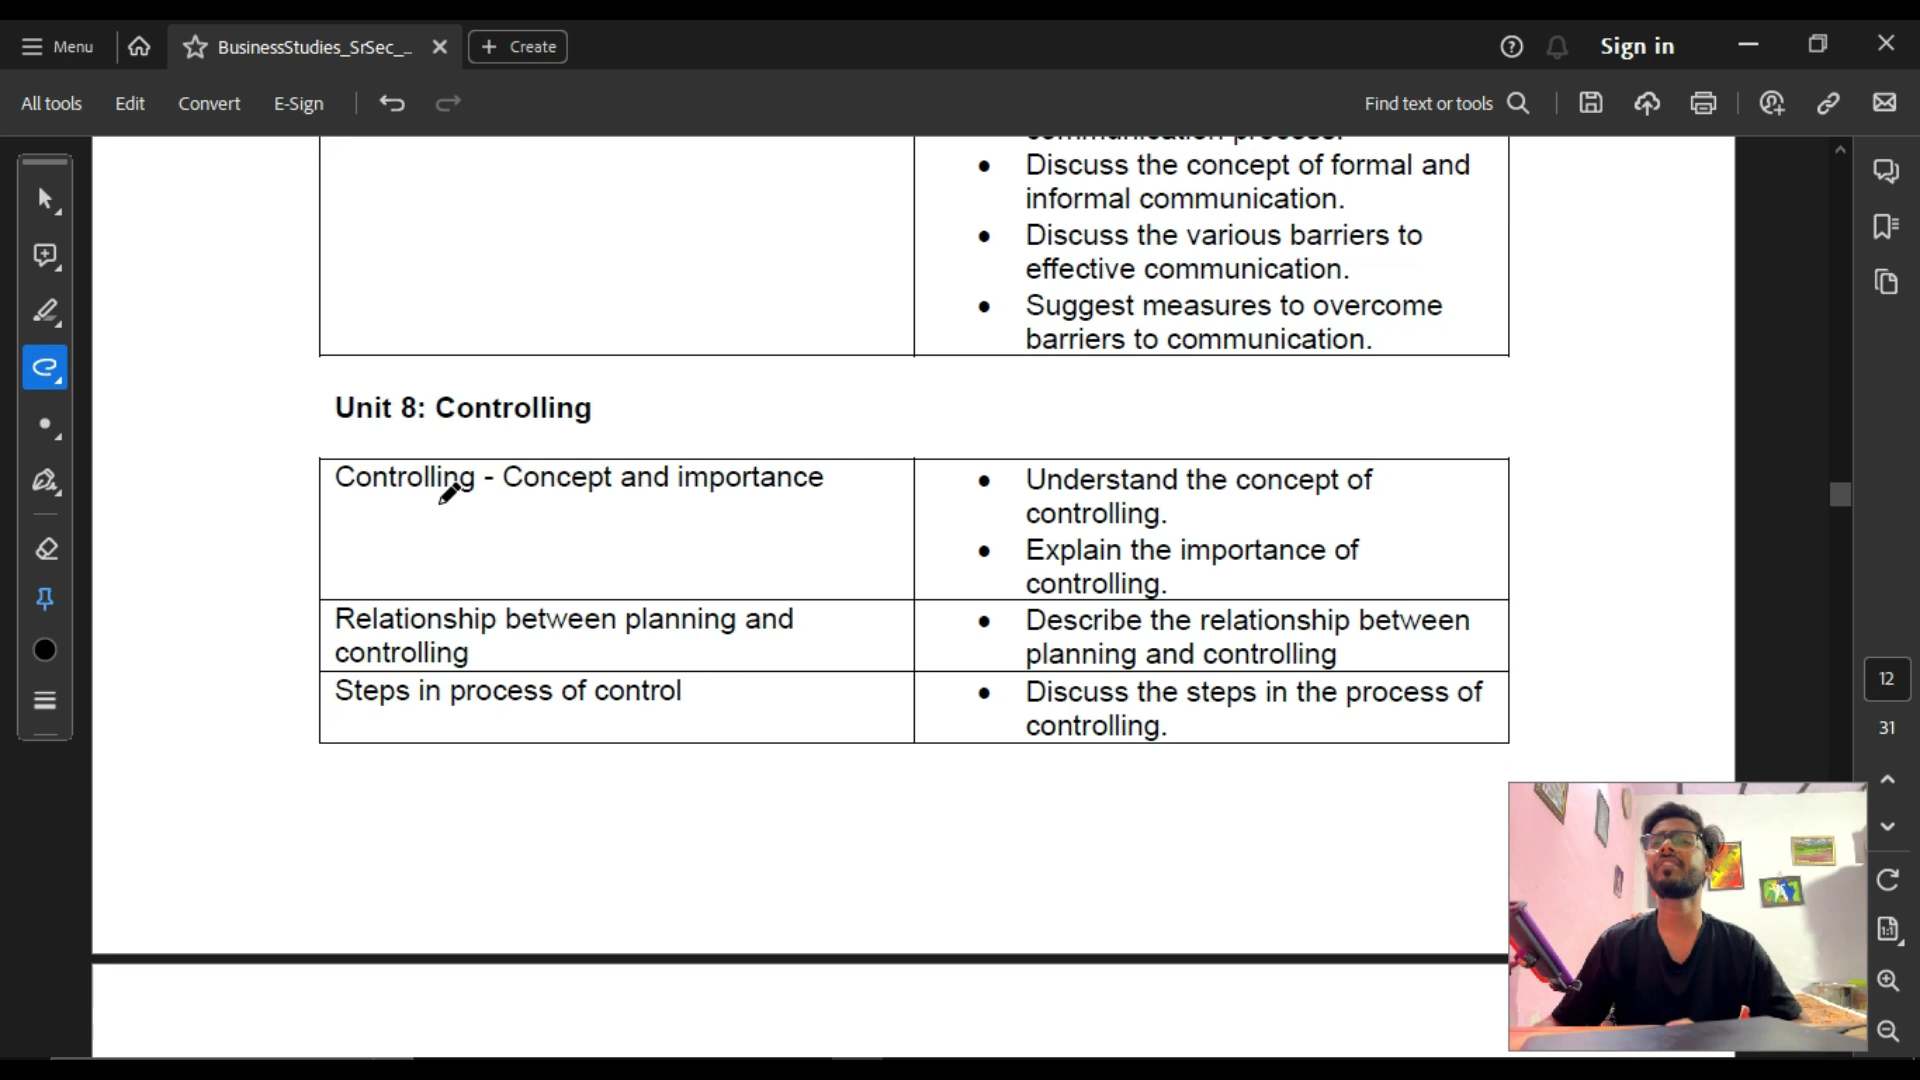 Menu
BusinessStudies_SrSec_...
Create
Sign in
All tools
Edit
Convert
E-Sign
Find text or tools
communication process.
• Discuss the concept of formal and
informal communication.
• Discuss the various barriers to
effective communication.
• Suggest measures to overcome
barriers to communication.
Unit 8: Controlling
Controlling - Concept and importance
• Understand the concept of
controlling.
• Explain the importance of
controlling.
Relationship between planning and
controlling
• Describe the relationship between
planning and controlling
Steps in process of control
• Discuss the steps in the process of
controlling.
12
31
1:1